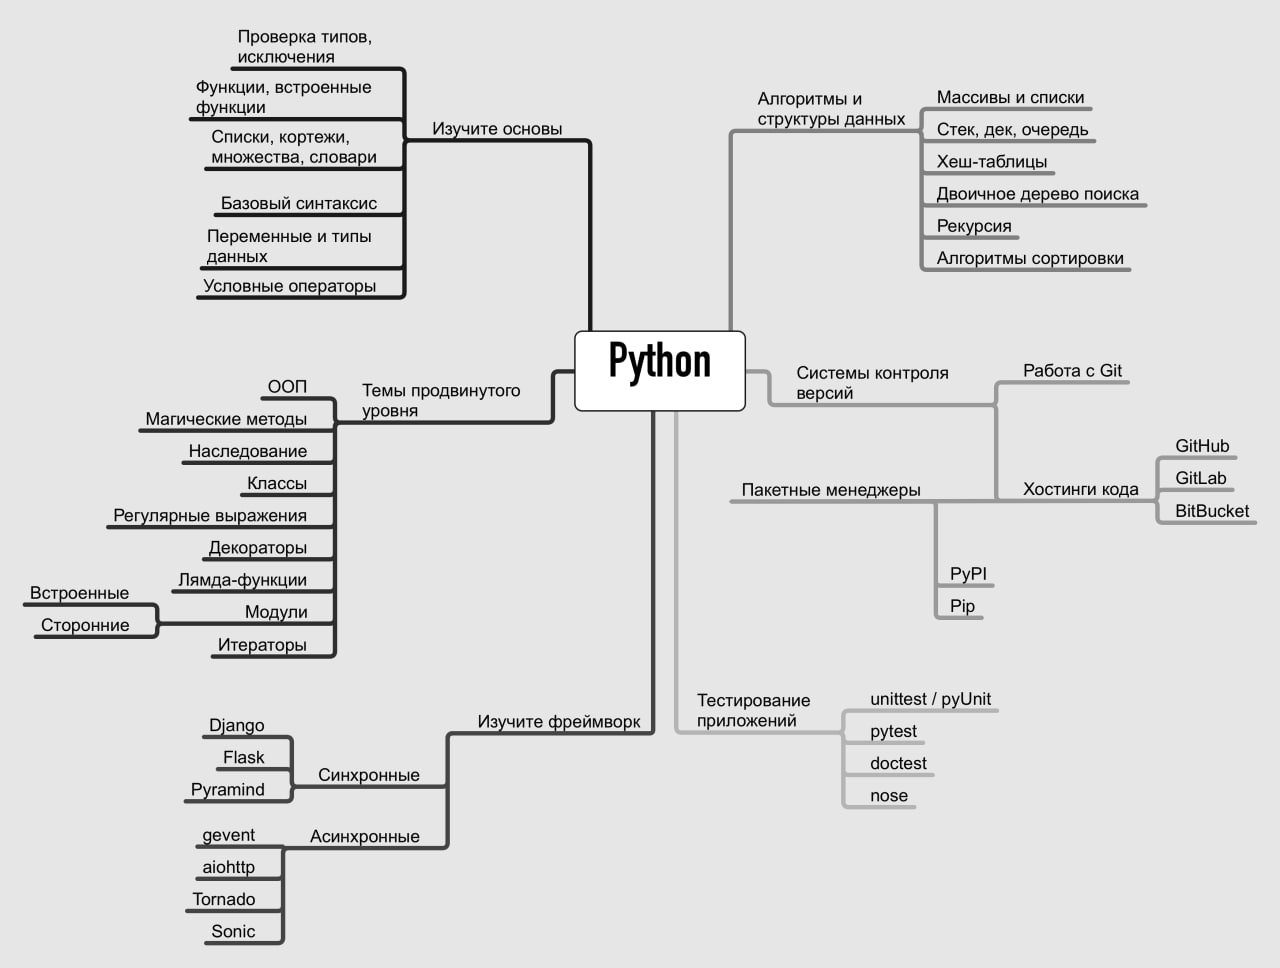 Python
Изучите основы
Проверка типов,
исключения
Функции, встроенные
функции
Списки, кортежи,
множества, словари
Базовый синтаксис
Переменные и типы
данных
Условные операторы
Темы продвинутого
уровня
ООП
Магические методы
Наследование
Классы
Регулярные выражения
Декораторы
Лямда-функции
Модули
Встроенные
Сторонние
Итераторы
Изучите фреймворк
Синхронные
Django
Flask
Pyramind
Асинхронные
gevent
aiohttp
Tornado
Sonic
Алгоритмы и
структуры данных
Массивы и списки
Стек, дек, очередь
Хеш-таблицы
Двоичное дерево поиска
Рекурсия
Алгоритмы сортировки
Системы контроля
версий
Работа с Git
Хостинги кода
GitHub
GitLab
BitBucket
Пакетные менеджеры
PyPI
Pip
Тестирование
приложений
unittest / pyUnit
pytest
doctest
nose